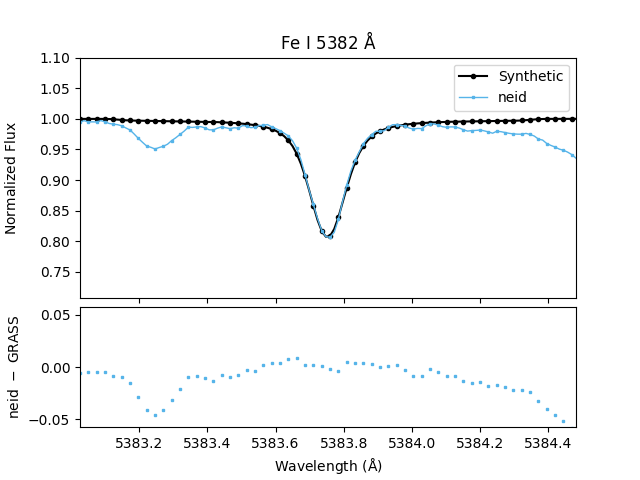 Fe I 5382 Å
1.10
1.05
1.00
0.95
0.90
0.85
0.80
0.75
Normalized Flux
Synthetic
neid
0.05
0.00
−0.05
neid − GRASS
5383.2 5383.4 5383.6 5383.8 5384.0 5384.2 5384.4
Wavelength (Å)